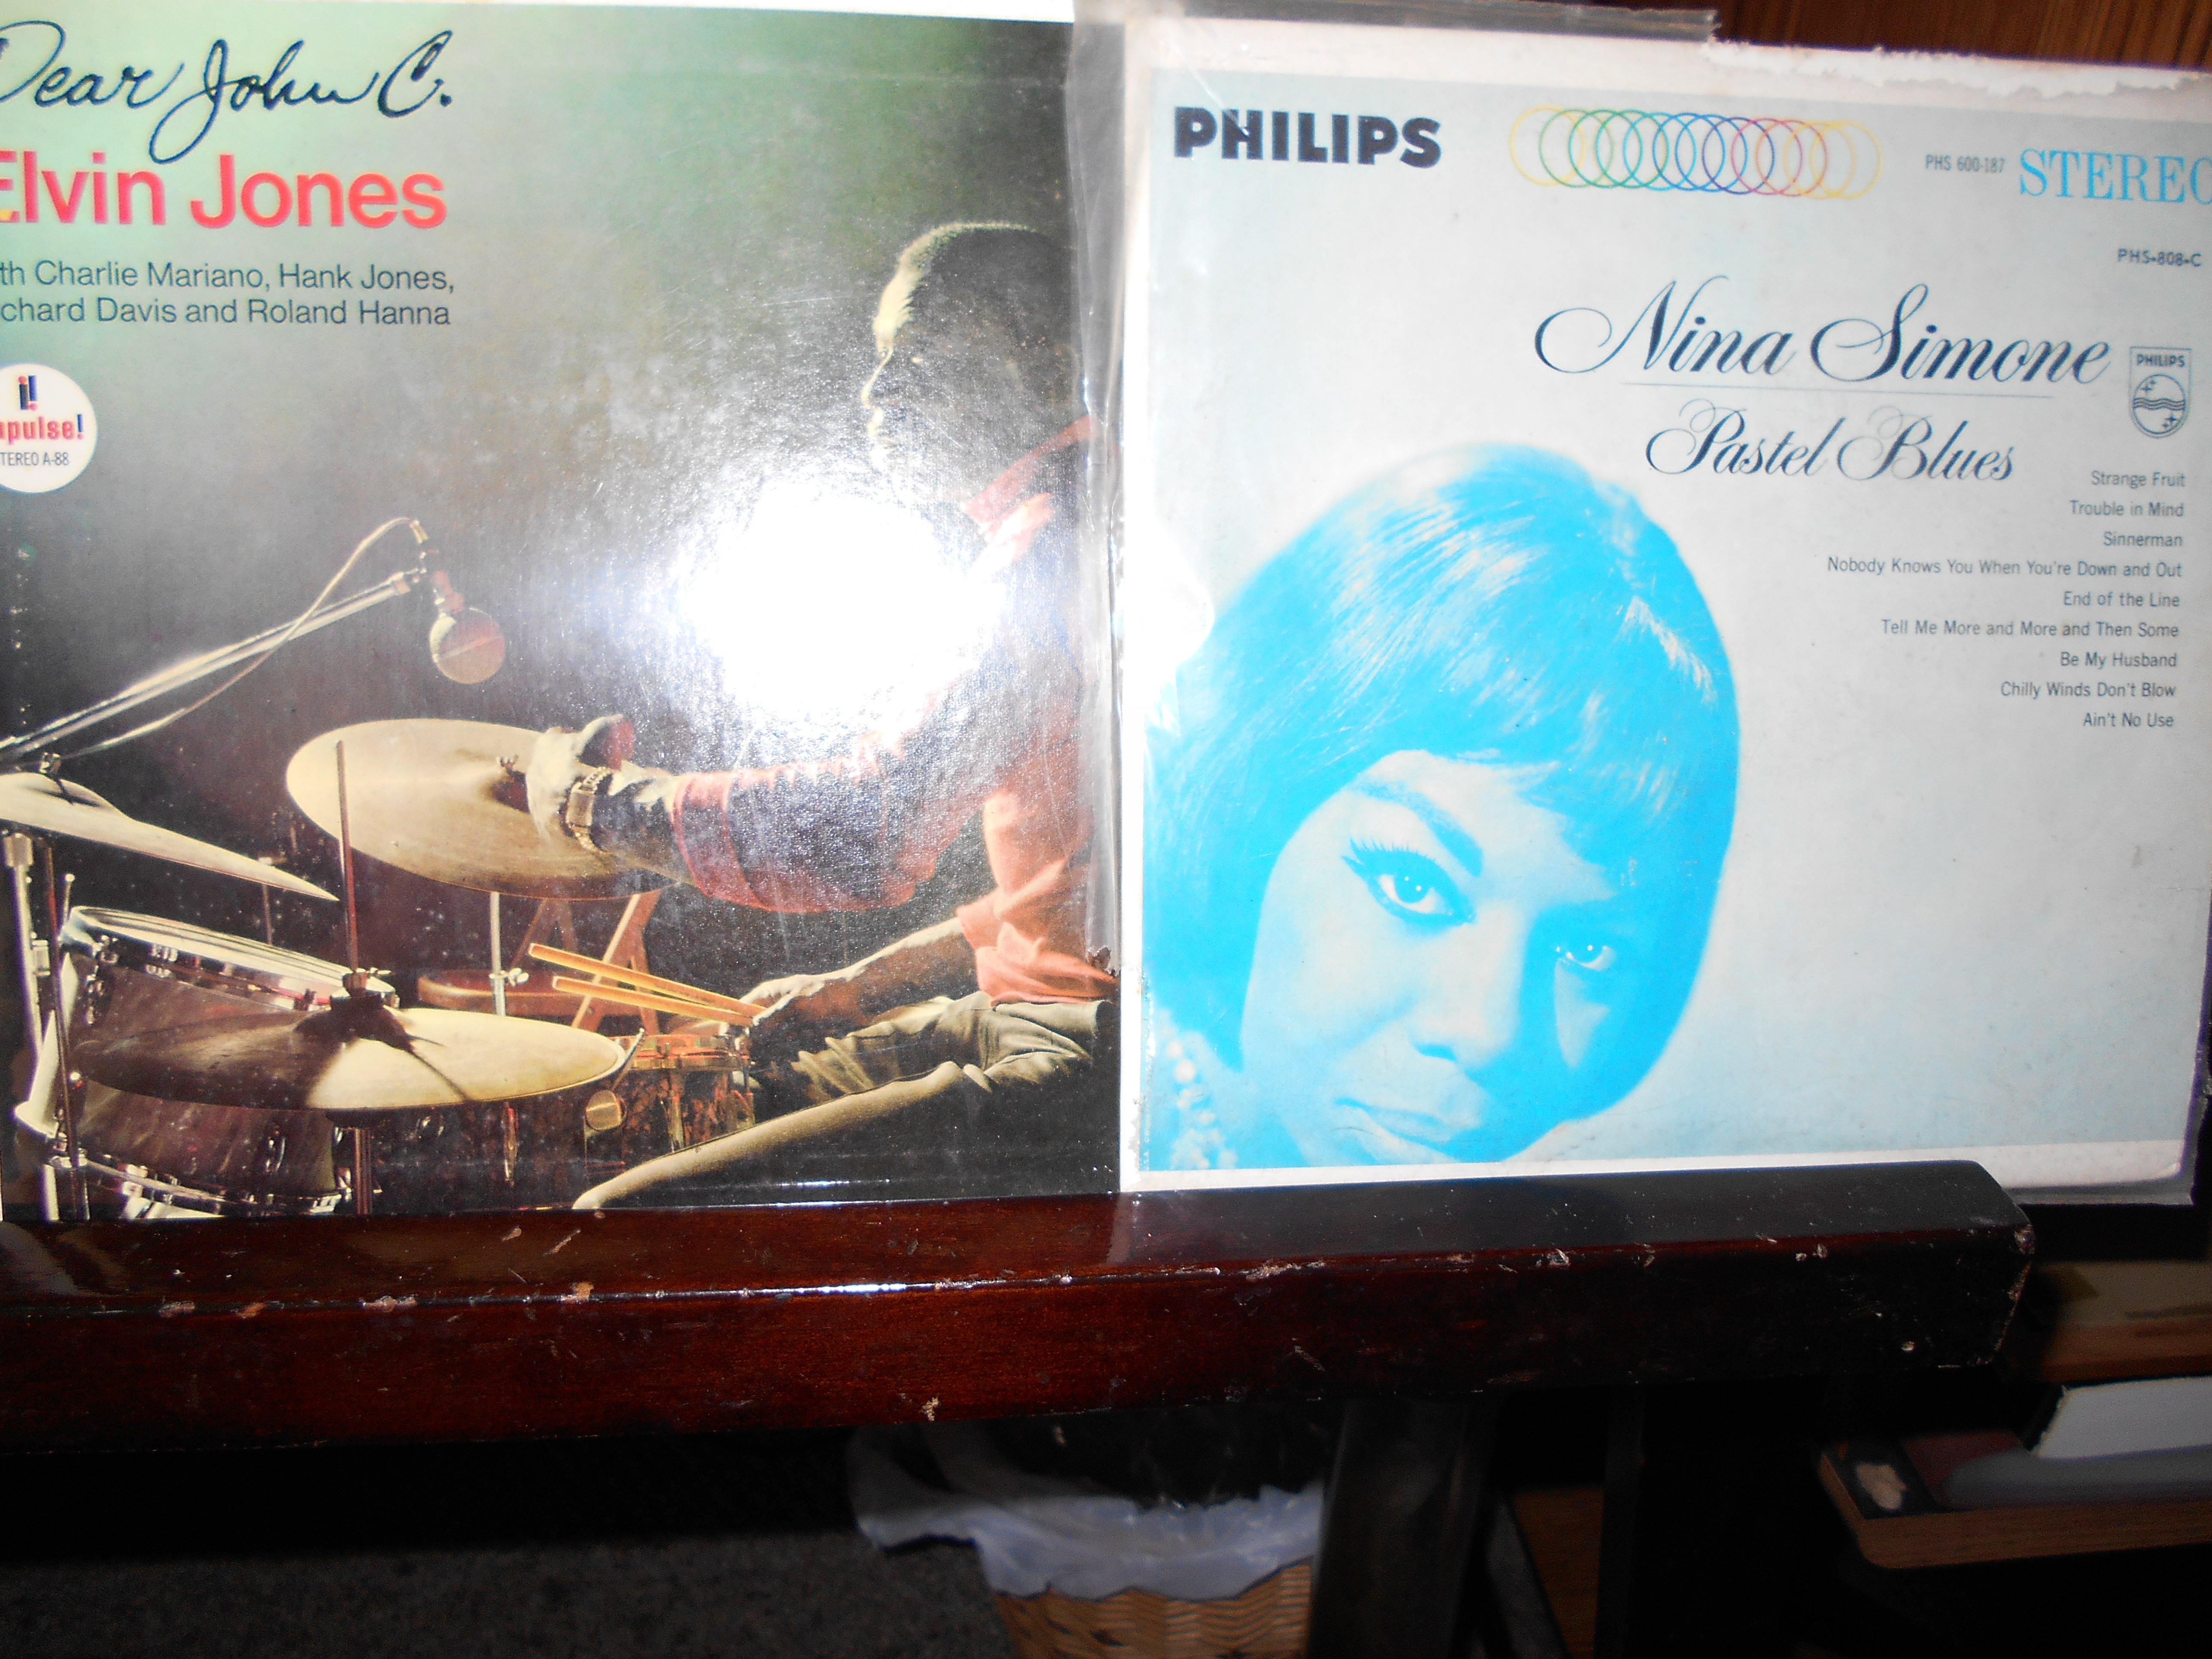 Dear John C.
Elvin Jones
th Charlie Mariano, Hank Jones,
chard Davis and Roland Hanna
i!
mpulse!
TEREO A-88
PHILIPS
PHS 600-187 STEREO
PHS-808-C
Nina Simone
PHILIPS
Pastel Blues
Strange Fruit
Trouble in Mind
Sinnerman
Nobody Knows You When You're Down and Out
End of the Line
Tell Me More and More and Then Some
Be My Husband
Chilly Winds Don't Blow
Ain't No Use